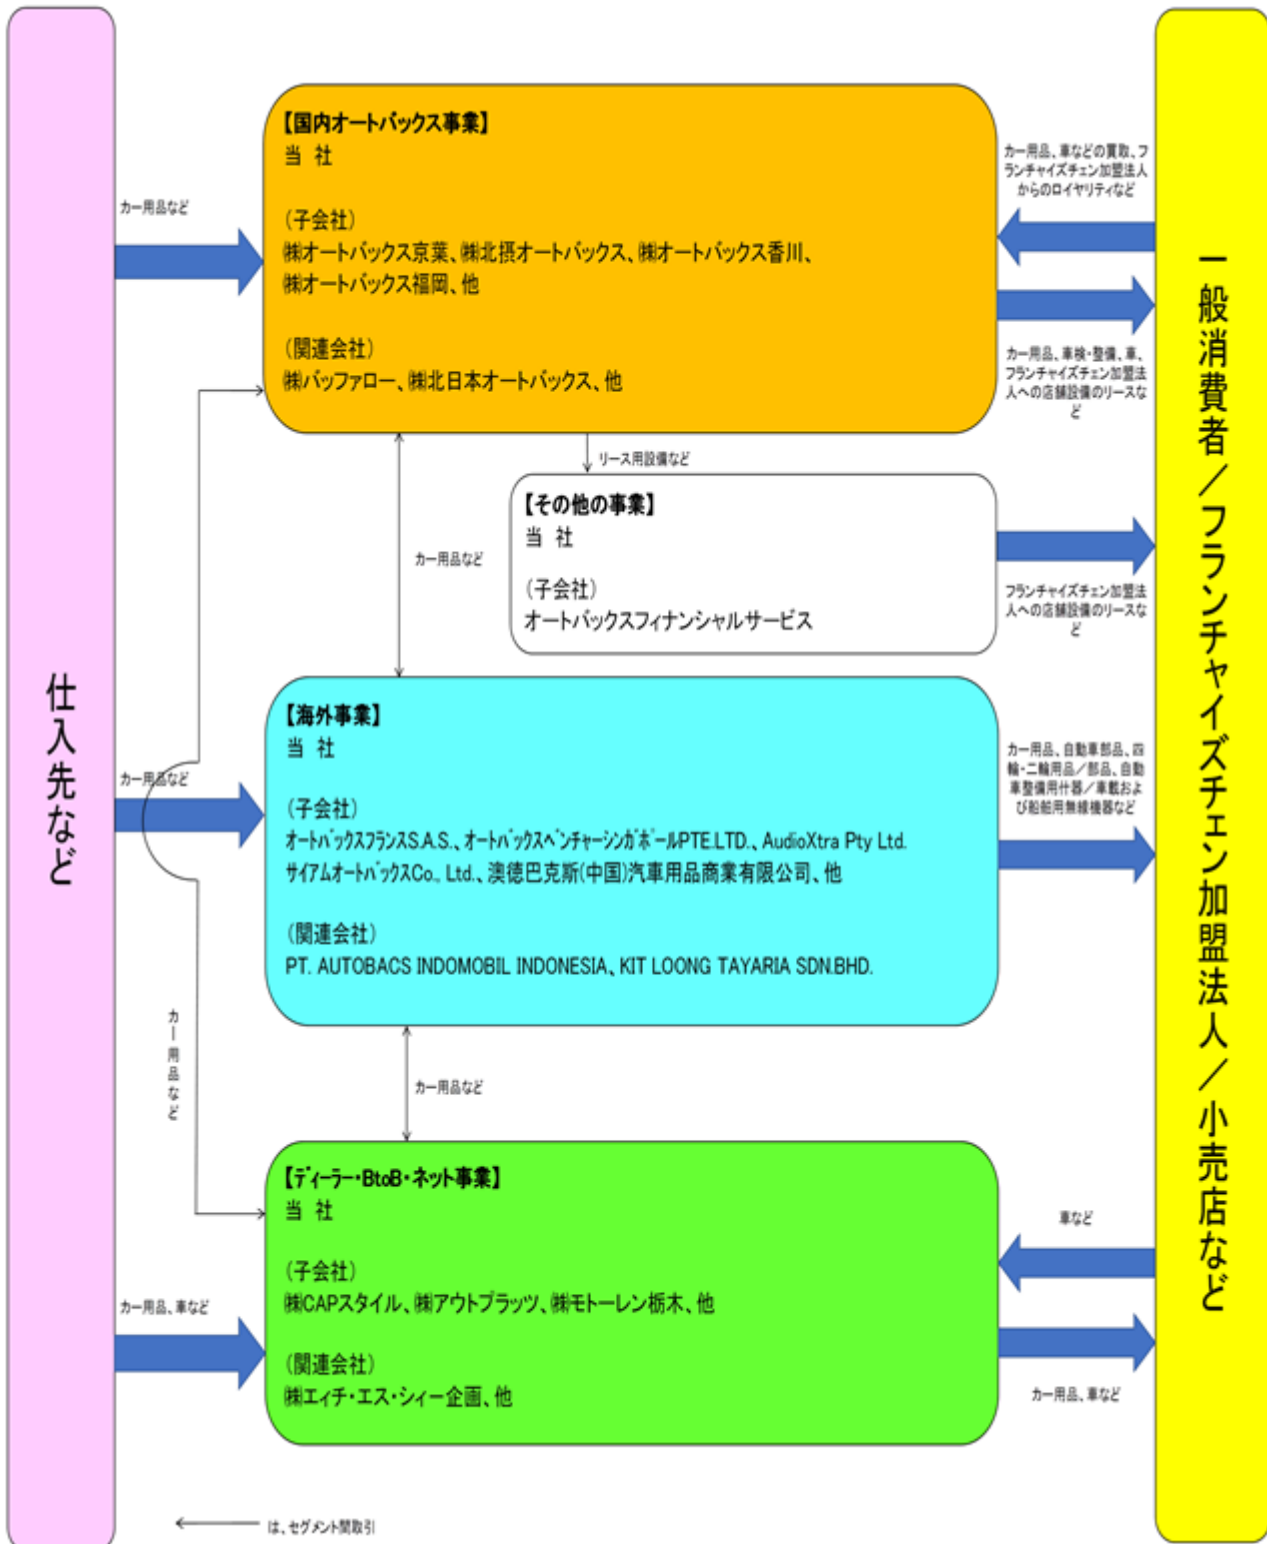 仕入先など
カー用品など
【国内オートバックス事業】
当 社
（子会社）
㈱オートバックス京葉、㈱北摂オートバックス、㈱オートバックス香川、
㈱オートバックス福岡、他
（関連会社）
㈱バッファロー、㈱北日本オートバックス、他
カー用品、車などの買取、フ
ランチャイズチェン加盟法人
からのロイヤリティなど
カー用品、車検・整備、車、
フランチャイズチェン加盟法
人への店舗設備のリースな
ど
リース用設備など
カー用品など
【その他の事業】
当 社
（子会社）
オートバックスフィナンシャルサービス
フランチャイズチェン加盟法
人への店舗設備のリースな
ど
カー用品など
【海外事業】
当 社
（子会社）
オートバックスフランスS.A.S.、オートバックスベンチャーシンガポールPTE.LTD.、AudioXtra Pty Ltd.
サイアムオートバックスCo., Ltd.、澳徳巴克斯(中国)汽車用品商業有限公司、他
（関連会社）
PT. AUTOBACS INDOMOBIL INDONESIA、KIT LOONG TAYARIA SDN.BHD.
カー用品、自動車部品、四
輪・二輪用品／部品、自動
車整備用什器／車載およ
び船舶用無線機器など
カー用品など
カー用品など
【ディーラー・BtoB・ネット事業】
当 社
（子会社）
㈱CAPスタイル、㈱アウトプラッツ、㈱モトーレン栃木、他
（関連会社）
㈱エィチ・エス・シィー企画、他
カー用品、車など
車など
カー用品、車など
一般消費者／フランチャイズチェン加盟法人／小売店など
は、セグメント間取引